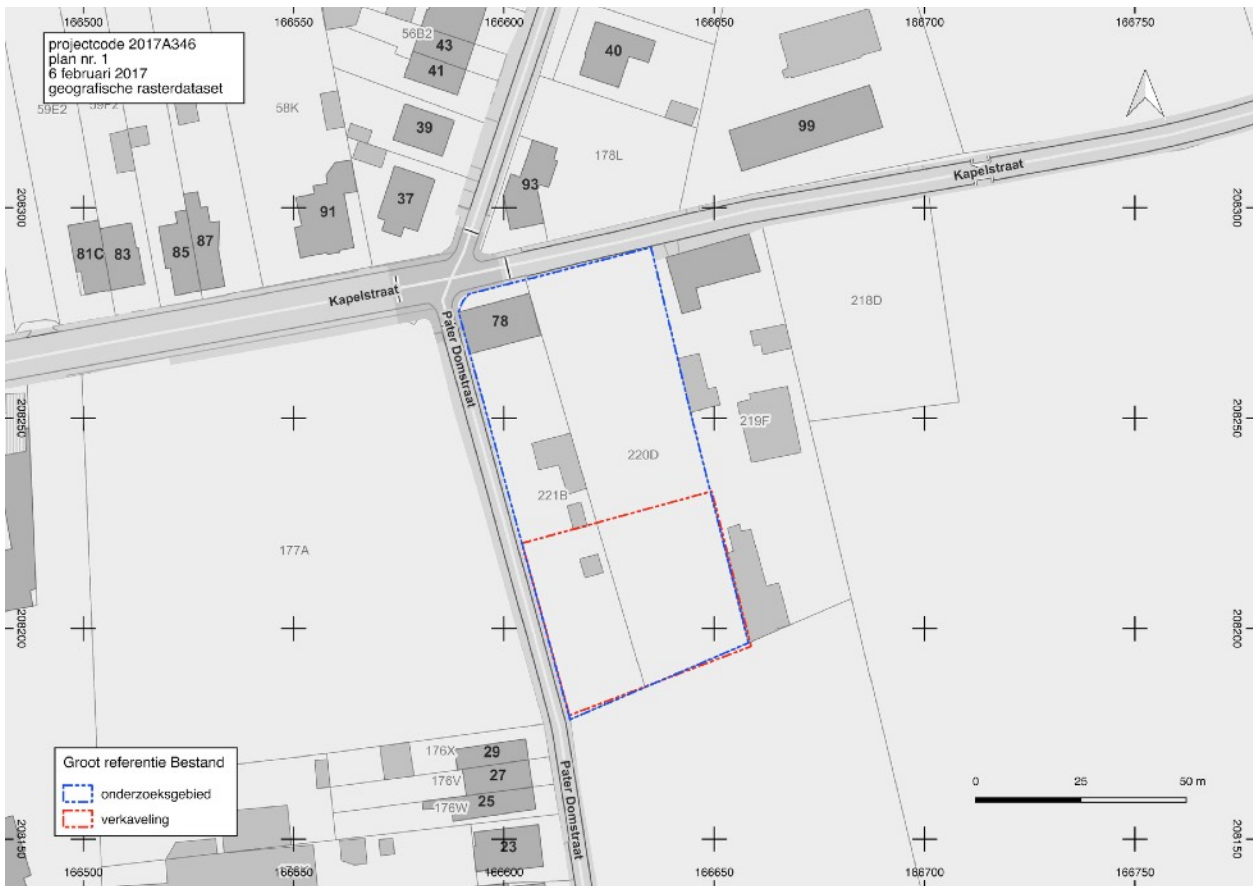 166500
166600
166650
166700
166750
projectcode 2017A346
plan nr. 1
6 februari 2017
geografische rasterdataset
56B2
43
41
40
59E2
58K
39
99
178L
Kapelstraat
208300
91
37
93
208300
81C
83
85
87
Kapelstraat
78
218D
Pater Domstraat
208250
219F
208250
220D
221B
177A
208200
208200
Groot referentie Bestand
onderzoeksgebied
verkaveling
176X
29
176V
27
176W
25
Pater Domstraat
23
0
25
50 m
208150
208150
166500
166550
166600
166650
166700
166750